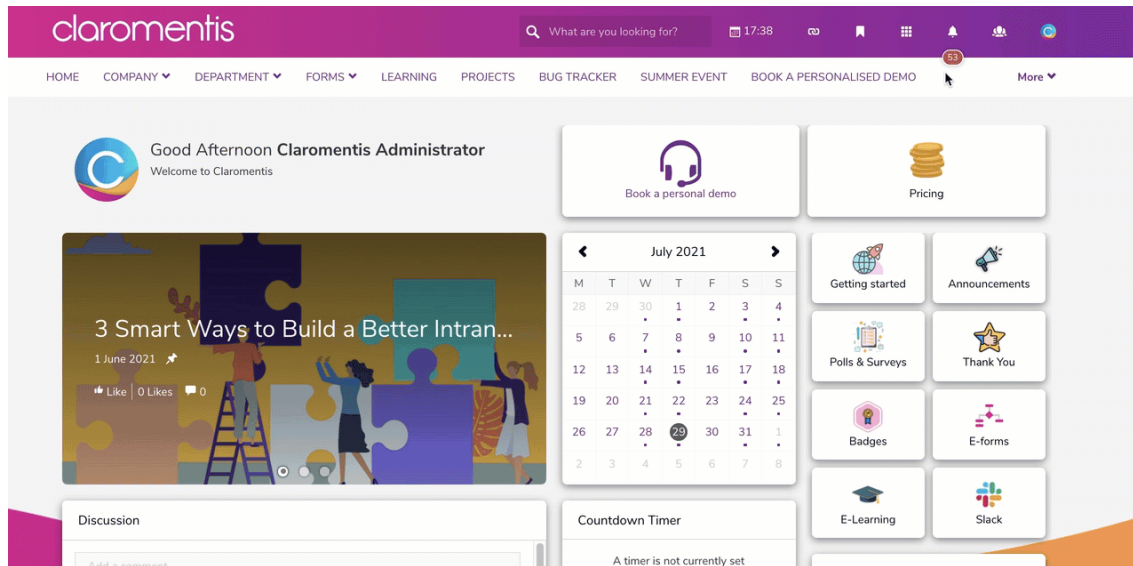 claromentis
What are you looking for?
17:38
53
HOME
COMPANY
DEPARTMENT
FORMS
LEARNING
PROJECTS
BUG TRACKER
SUMMER EVENT
BOOK A PERSONALISED DEMO
More
Good Afternoon Claromentis Administrator
Welcome to Claromentis
Book a personal demo
Pricing
3 Smart Ways to Build a Better Intran...
1 June 2021
Like 0 Likes 0
July 2021
M T W T F S S
28 29 30 1 2 3 4
5 6 7 8 9 10 11
12 13 14 15 16 17 18
19 20 21 22 23 24 25
26 27 28 29 30 31 1
2 3 4 5 6 7 8
Getting started
Announcements
Polls & Surveys
Thank You
Badges
E-forms
E-Learning
Slack
Discussion
Add a comment
Countdown Timer
A timer is not currently set